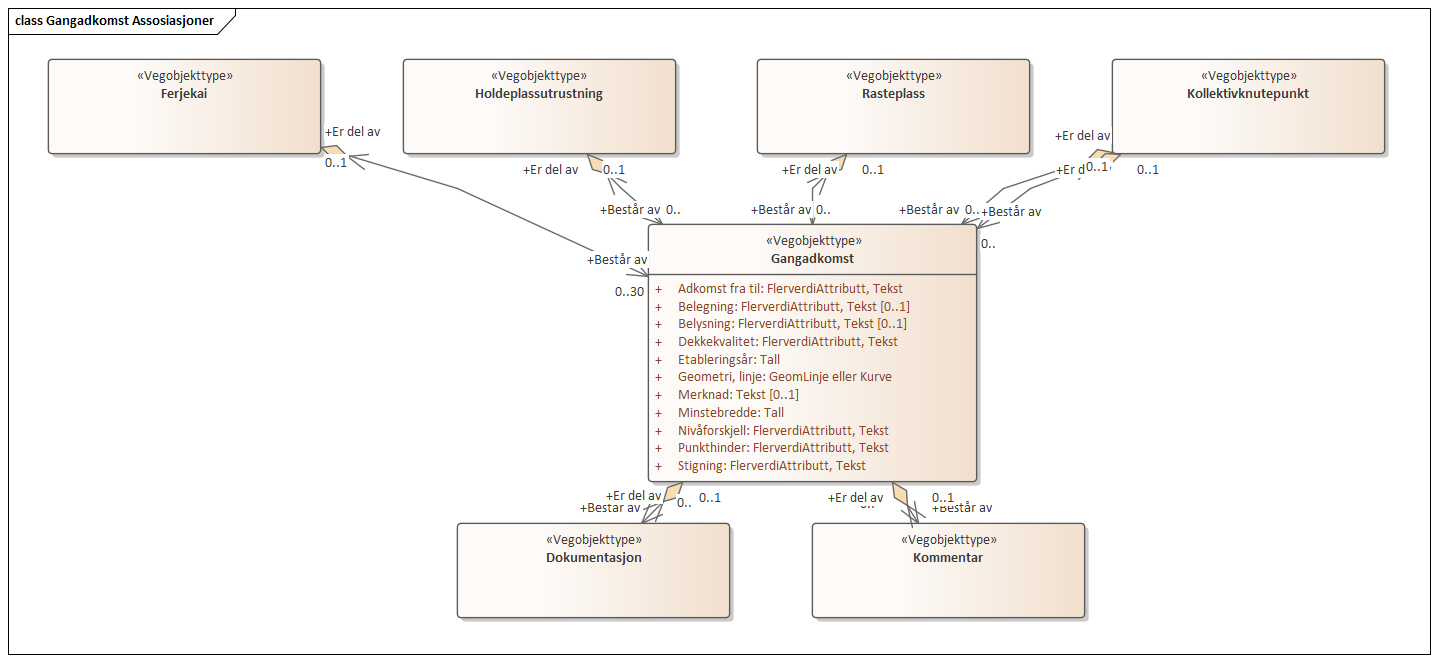 class Gangadkomst Assosiasjoner
«Vegobjekttype»
Ferjekai
«Vegobjekttype»
Holdeplassutrustning
«Vegobjekttype»
Rasteplass
«Vegobjekttype»
Kollektivknutepunkt
+Er del av
0..1
+Er del av
0..1
+Er del av
0..1
+Er del av
0..1
+Er d
0..1
+Består av 0..
+Består av 0..
+Består av 0..
+Består av
0..
+Består av
0..30
«Vegobjekttype»
Gangadkomst
+ Adkomst fra til: FlerverdiAttributt, Tekst
+ Belegning: FlerverdiAttributt, Tekst [0..1]
+ Belysning: FlerverdiAttributt, Tekst [0..1]
+ Dekkekvalitet: FlerverdiAttributt, Tekst
+ Etableringsår: Tall
+ Geometri, linje: GeomLinje eller Kurve
+ Merknad: Tekst [0..1]
+ Minstebredde: Tall
+ Nivåforskjell: FlerverdiAttributt, Tekst
+ Punkthinder: FlerverdiAttributt, Tekst
+ Stigning: FlerverdiAttributt, Tekst
+Er del av
0..
0..1
+Består av
+Er del av
0..1
+Består av
«Vegobjekttype»
Dokumentasjon
«Vegobjekttype»
Kommentar